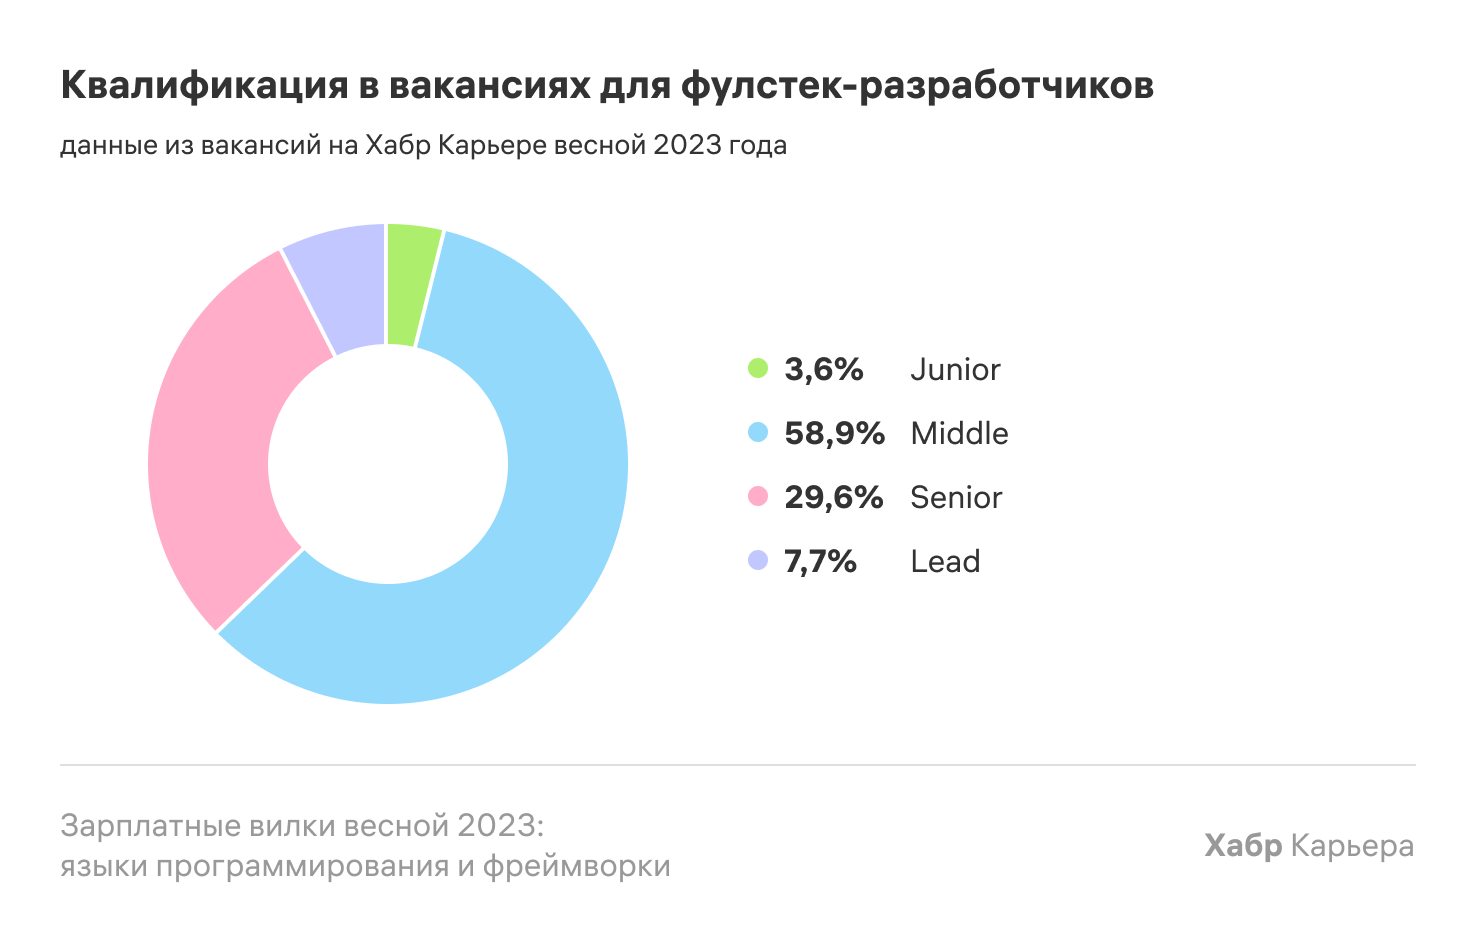 Квалификация в вакансиях для фулстек-разработчиков
данные из вакансий на Хабр Карьере весной 2023 года
3,6% Junior
58,9% Middle
29,6% Senior
7,7% Lead
Зарплатные вилки весной 2023:
языки программирования и фреймворки
Хабр Карьера